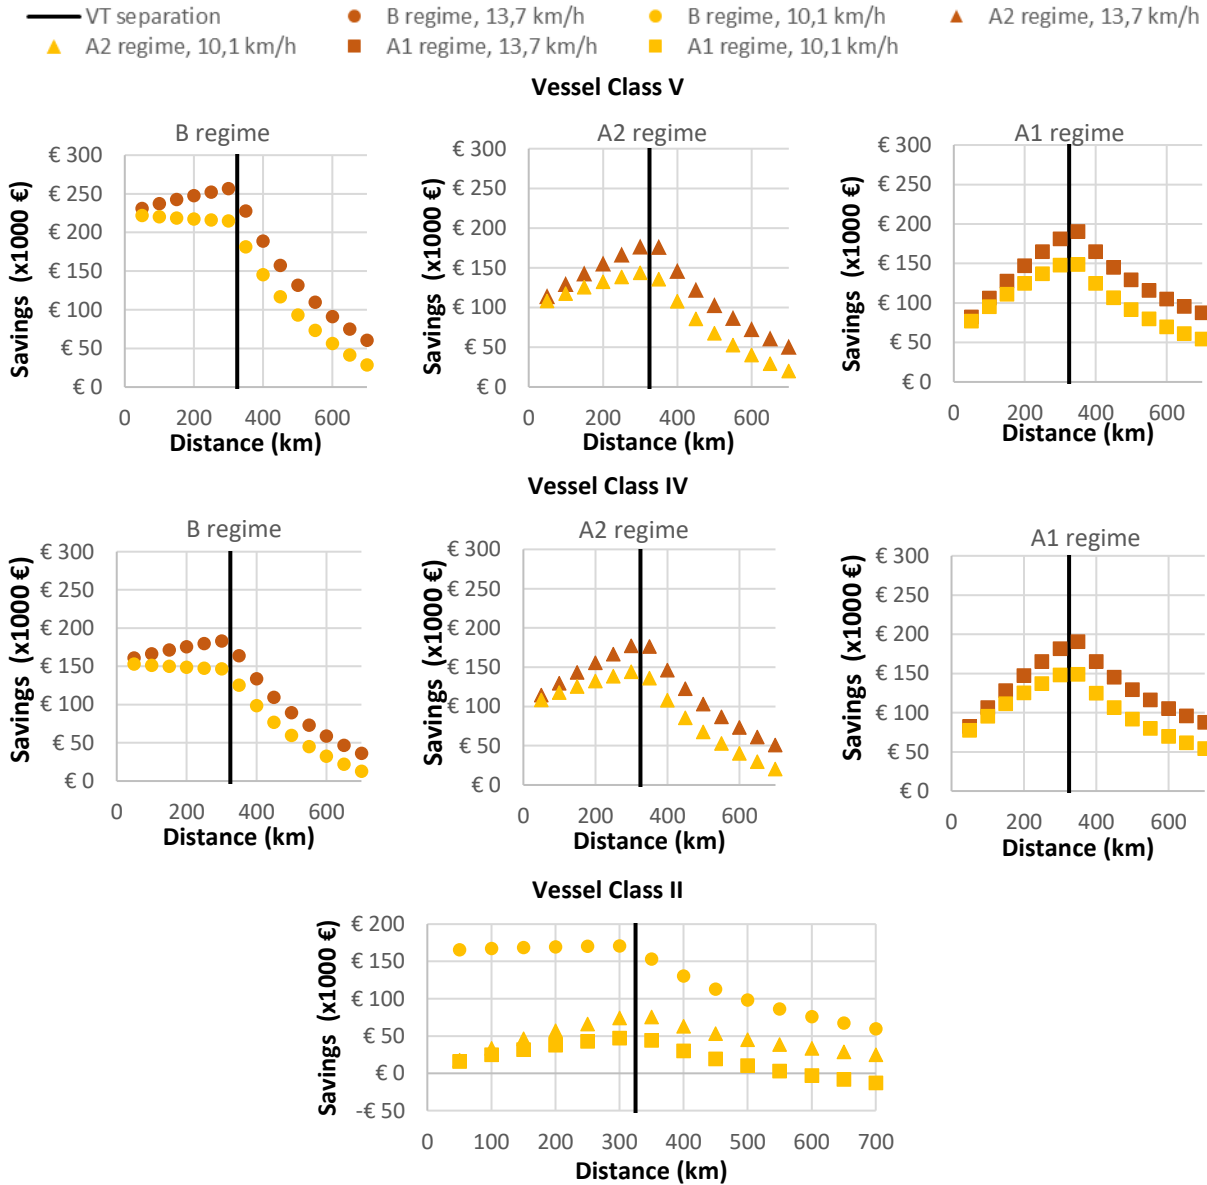 VT separation
B regime, 13,7 km/h
B regime, 10,1 km/h
A2 regime, 13,7 km/h
A2 regime, 10,1 km/h
A1 regime, 13,7 km/h
A1 regime, 10,1 km/h
Vessel Class V
B regime
€ 300
€ 250
€ 200
€ 150
€ 100
€ 50
€ 0
Savings (x1000 €)
0 200 400 600
Distance (km)
A2 regime
€ 300
€ 250
€ 200
€ 150
€ 100
€ 50
€ 0
Savings (x1000 €)
0 200 400 600
Distance (km)
A1 regime
€ 300
€ 250
€ 200
€ 150
€ 100
€ 50
€ 0
Savings (x1000 €)
0 200 400 600
Distance (km)
Vessel Class IV
B regime
€ 300
€ 250
€ 200
€ 150
€ 100
€ 50
€ 0
Savings (x1000 €)
0 200 400 600
Distance (km)
A2 regime
€ 300
€ 250
€ 200
€ 150
€ 100
€ 50
€ 0
Savings (x1000 €)
0 200 400 600
Distance (km)
A1 regime
€ 300
€ 250
€ 200
€ 150
€ 100
€ 50
€ 0
Savings (x1000 €)
0 200 400 600
Distance (km)
Vessel Class II
€ 200
€ 150
€ 100
€ 50
€ 0
-€ 50
Savings (x1000 €)
0 100 200 300 400 500 600 700
Distance (km)